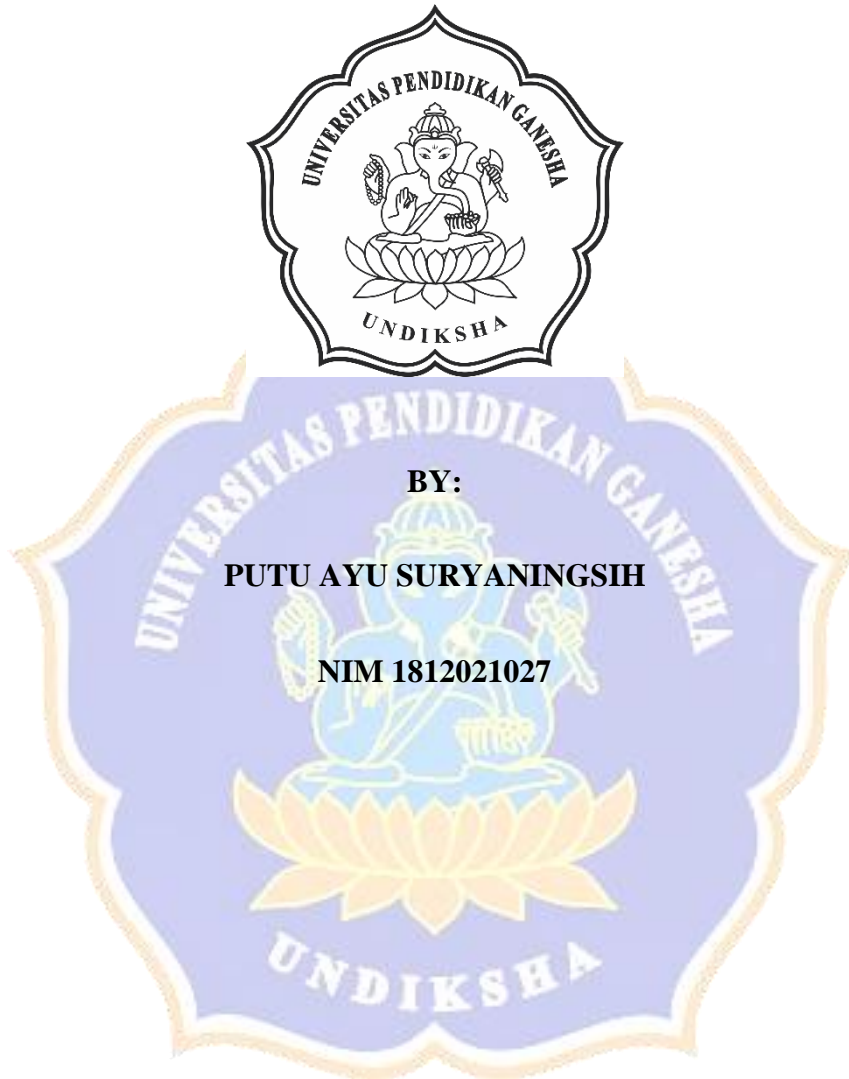 UNIVERSITAS PENDIDIKAN GANESHA
UNDIKSHA
UNIVERSITAS PENDIDIKAN GANESHA
BY:
PUTU AYU SURYANINGSIH
NIM 1812021027
UNDIKSHA